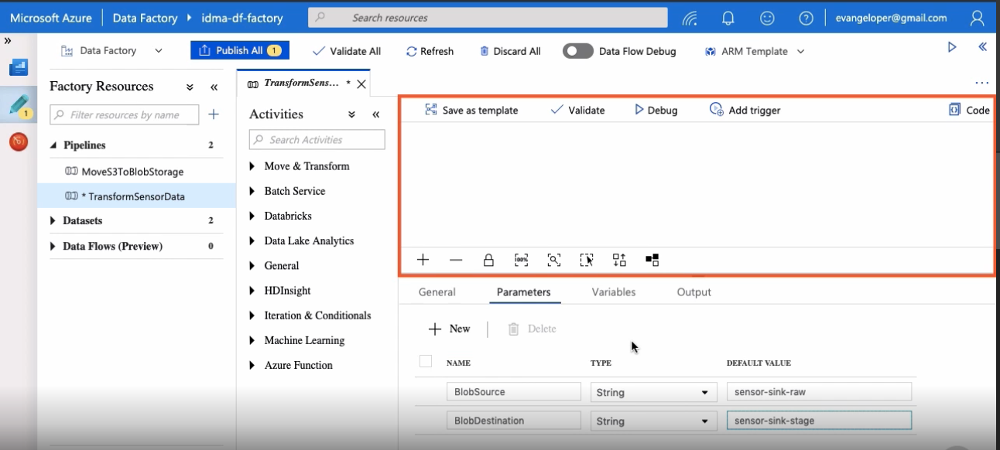 Microsoft Azure Data Factory idma-df-factory Search resources evangeloper@gmail.com
Data Factory Publish All 1 Validate All Refresh Discard All Data Flow Debug ARM Template
Factory Resources
Filter resources by name
Pipelines 2
MoveS3ToBlobStorage
* TransformSensorData
Datasets 2
Data Flows (Preview) 0
1
TransformSens... *
Activities
Search Activities
Move & Transform
Batch Service
Databricks
Data Lake Analytics
General
HDInsight
Iteration & Conditionals
Machine Learning
Azure Function
Save as template Validate Debug Add trigger Code
100%
General Parameters Variables Output
New Delete
NAME TYPE DEFAULT VALUE
BlobSource String sensor-sink-raw
BlobDestination String sensor-sink-stage